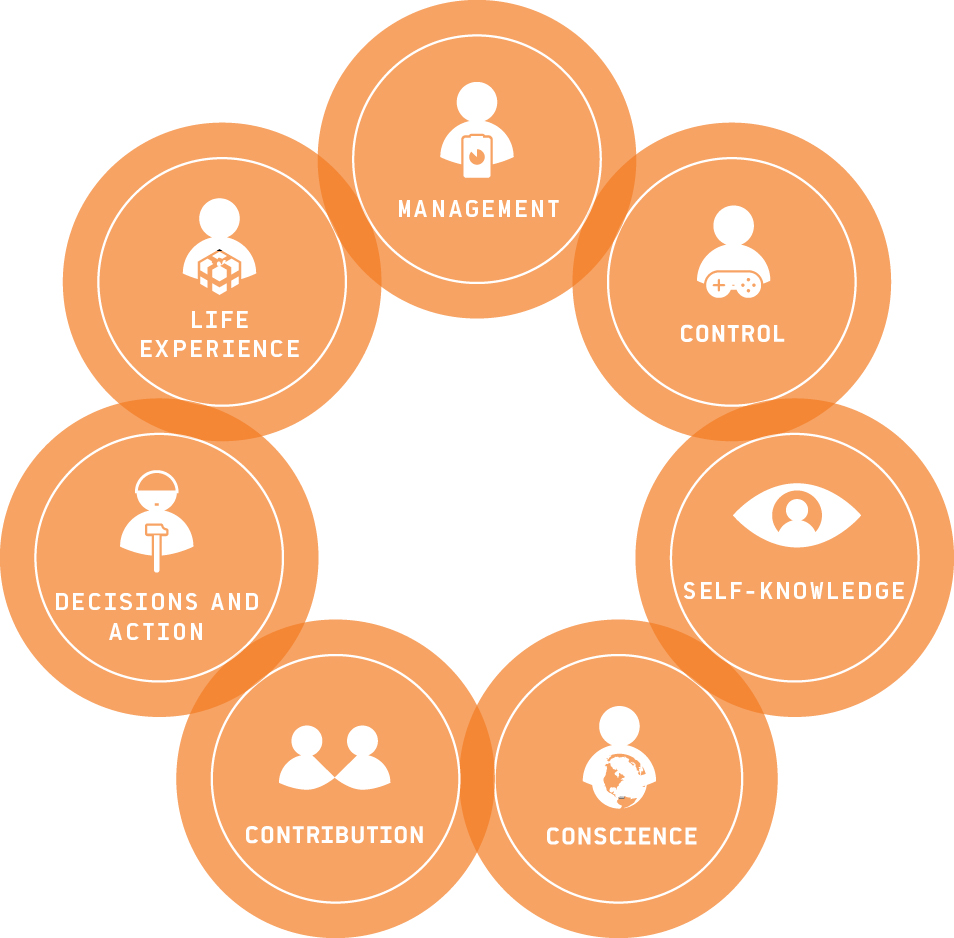 MANAGEMENT
CONTROL
SELF-KNOWLEDGE
CONSCIENCE
CONTRIBUTION
DECISIONS AND
ACTION
LIFE
EXPERIENCE